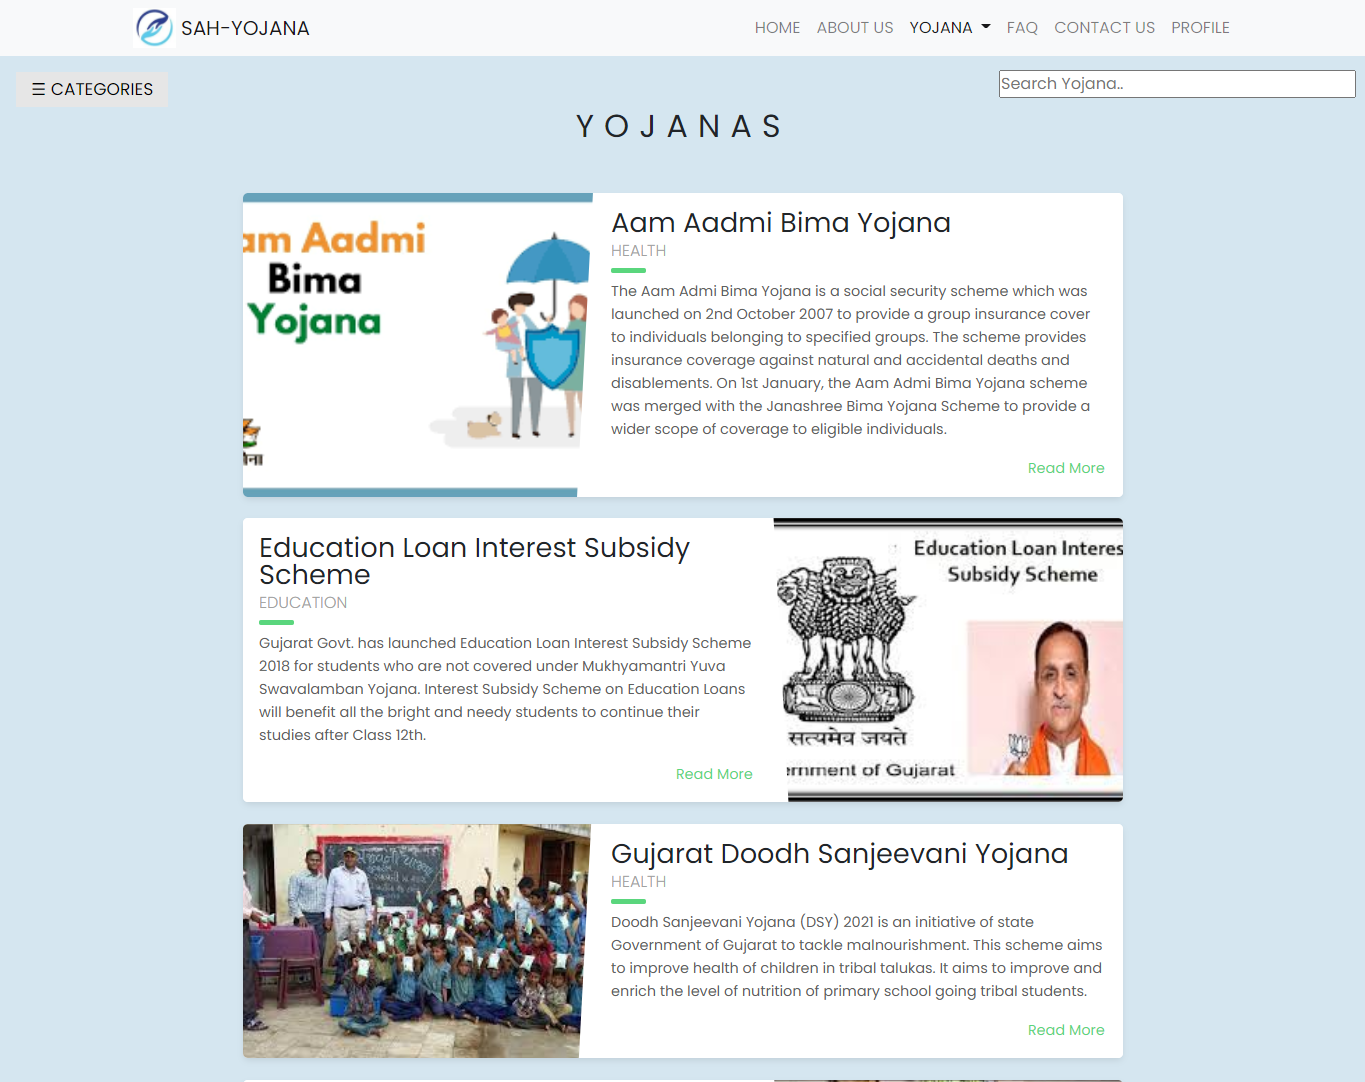 SAH-YOJANA
HOME ABOUT US YOJANA FAQ CONTACT US PROFILE
☰ CATEGORIES
Search Yojana..
YOJANAS
am Aadmi
Bima
Yojana
Aam Aadmi Bima Yojana
HEALTH
The Aam Admi Bima Yojana is a social security scheme which was
launched on 2nd October 2007 to provide a group insurance cover
to individuals belonging to specified groups. The scheme provides
insurance coverage against natural and accidental deaths and
disablements. On 1st January, the Aam Admi Bima Yojana scheme
was merged with the Janashree Bima Yojana Scheme to provide a
wider scope of coverage to eligible individuals.
Read More
Education Loan Interest Subsidy
Scheme
EDUCATION
Gujarat Govt. has launched Education Loan Interest Subsidy Scheme
2018 for students who are not covered under Mukhyamantri Yuva
Swavalamban Yojana. Interest Subsidy Scheme on Education Loans
will benefit all the bright and needy students to continue their
studies after Class 12th.
Read More
Education Loan Interes
Subsidy Scheme
सत्यमेव जयते
ernment of Gujarat
Gujarat Doodh Sanjeevani Yojana
HEALTH
Doodh Sanjeevani Yojana (DSY) 2021 is an initiative of state
Government of Gujarat to tackle malnourishment. This scheme aims
to improve health of children in tribal talukas. It aims to improve and
enrich the level of nutrition of primary school going tribal students.
Read More